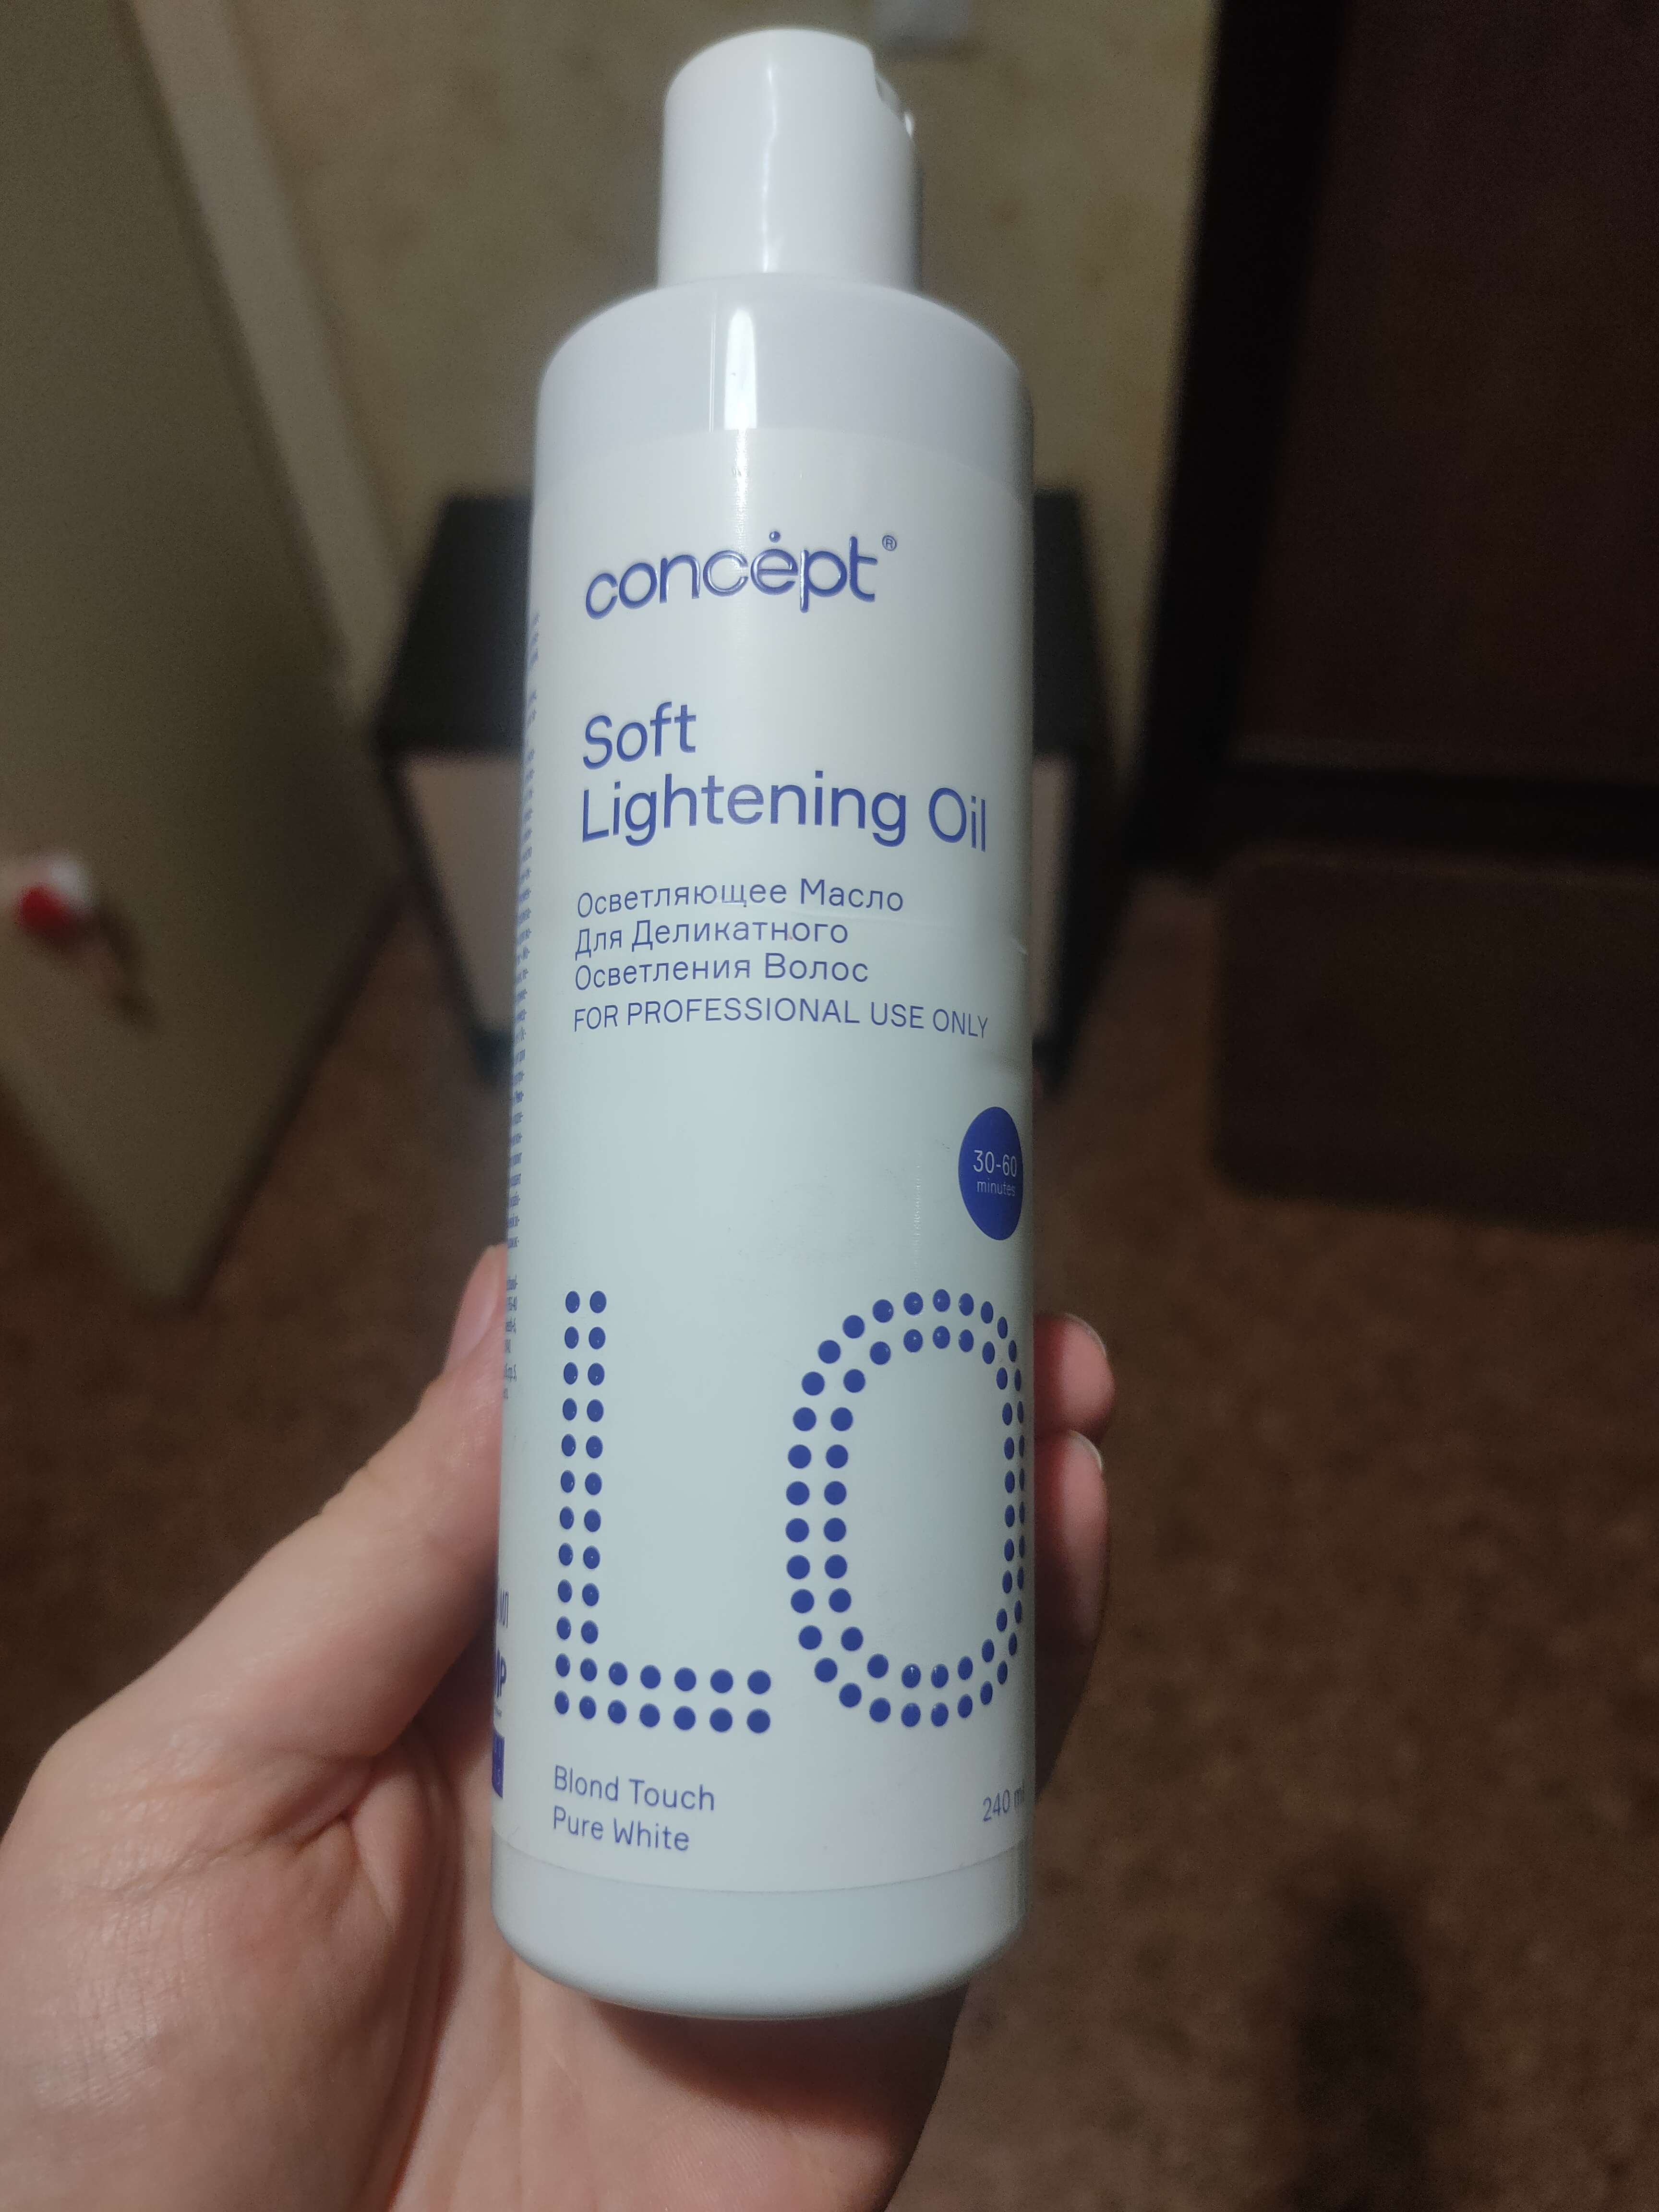 concept®
Soft
Lightening Oil
Осветляющее Масло
Для Деликатного
Осветления Волос
FOR PROFESSIONAL USE ONLY
30-60
minutes
LO
Blond Touch
Pure White
240 ml